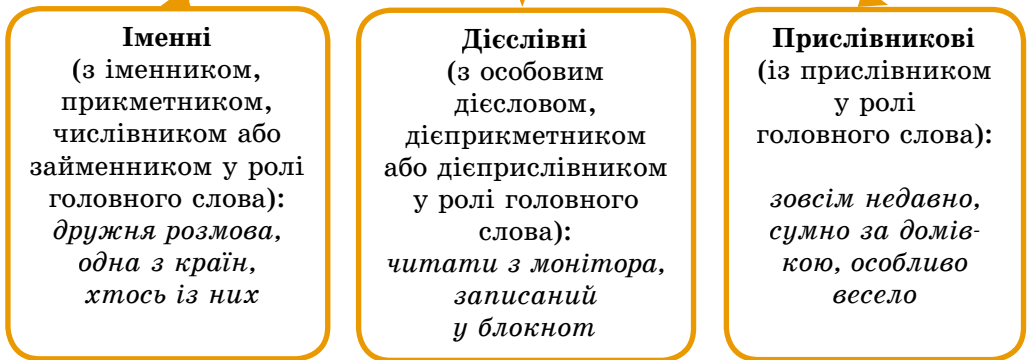 Іменні
(з іменником,
прикметником,
числівником або
займенником у ролі
головного слова):
дружня розмова,
одна з країн,
хтось із них
Дієслівні
(з особовим
дієсловом,
дієприкметником
або дієприслівником
у ролі головного
слова):
читати з монітора,
записаний
у блокнот
Прислівникові
(із прислівником
у ролі
головного слова):
зовсім недавно,
сумно за домів-
кою, особливо
весело